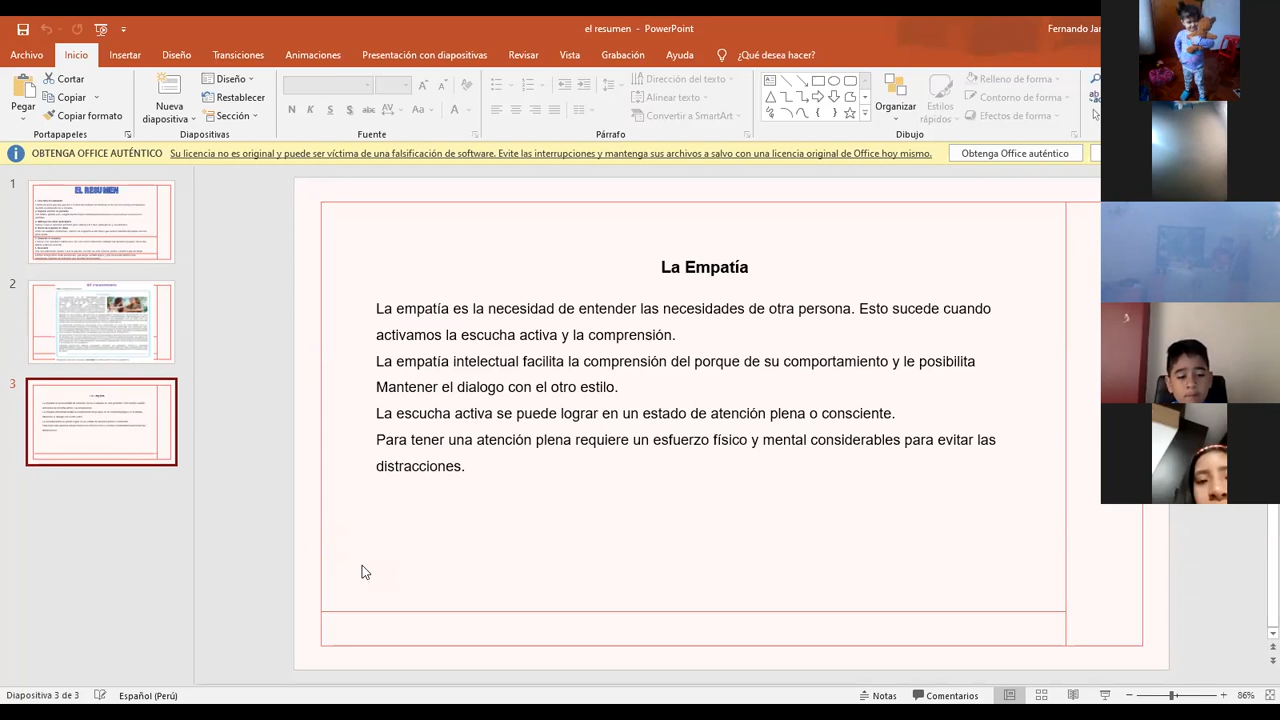 el resumen - PowerPoint
Fernando Jar
Archivo Inicio Insertar Diseño Transiciones Animaciones Presentación con diapositivas Revisar Vista Grabación Ayuda ¿Qué desea hacer?
Pegar
Cortar
Copiar
Copiar formato
Portapapeles
Nueva diapositiva
Diseño
Restablecer
Sección
Diapositivas
N K S S abc AV Aa A
Fuente
Dirección del texto
Alinear texto
Convertir a SmartArt
Párrafo
Organizar
Estilos rápidos
Relleno de forma
Contorno de forma
Efectos de forma
Dibujo
OBTENGA OFFICE AUTÉNTICO Su licencia no es original y puede ser víctima de una falsificación de software. Evite las interrupciones y mantenga sus archivos a salvo con una licencia original de Office hoy mismo. Obtenga Office auténtico
1
EL RESUMEN
2
3
La Empatía
La empatía es la necesidad de entender las necesidades de otra persona. Esto sucede cuando
activamos la escucha activa y la comprensión.
La empatía intelectual facilita la comprensión del porque de su comportamiento y le posibilita
Mantener el dialogo con el otro estilo.
La escucha activa se puede lograr en un estado de atención plena o consciente.
Para tener una atención plena requiere un esfuerzo físico y mental considerables para evitar las
distracciones.
Diapositiva 3 de 3 Español (Perú) Notas Comentarios 86%